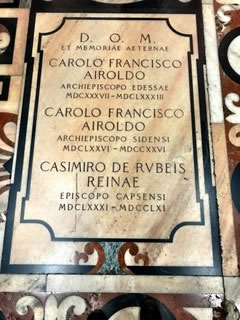 D. O. M.
ET MEMORIAE AETERNAE
CAROLO FRANCISCO
AIROLDO
ARCHIEPISCOPO EDESSAE
MDCXXXVII - MDCLXXXIII
CAROLO FRANCISCO
AIROLDO
ARCHIEPISCOPO SIDENSI
MDCLXXVI - MDCCXXVI
CASIMIRO DE RVBEIS
REINAE
EPISCOPO CAPSENSI
MDCLXXXI - MDCCLXI